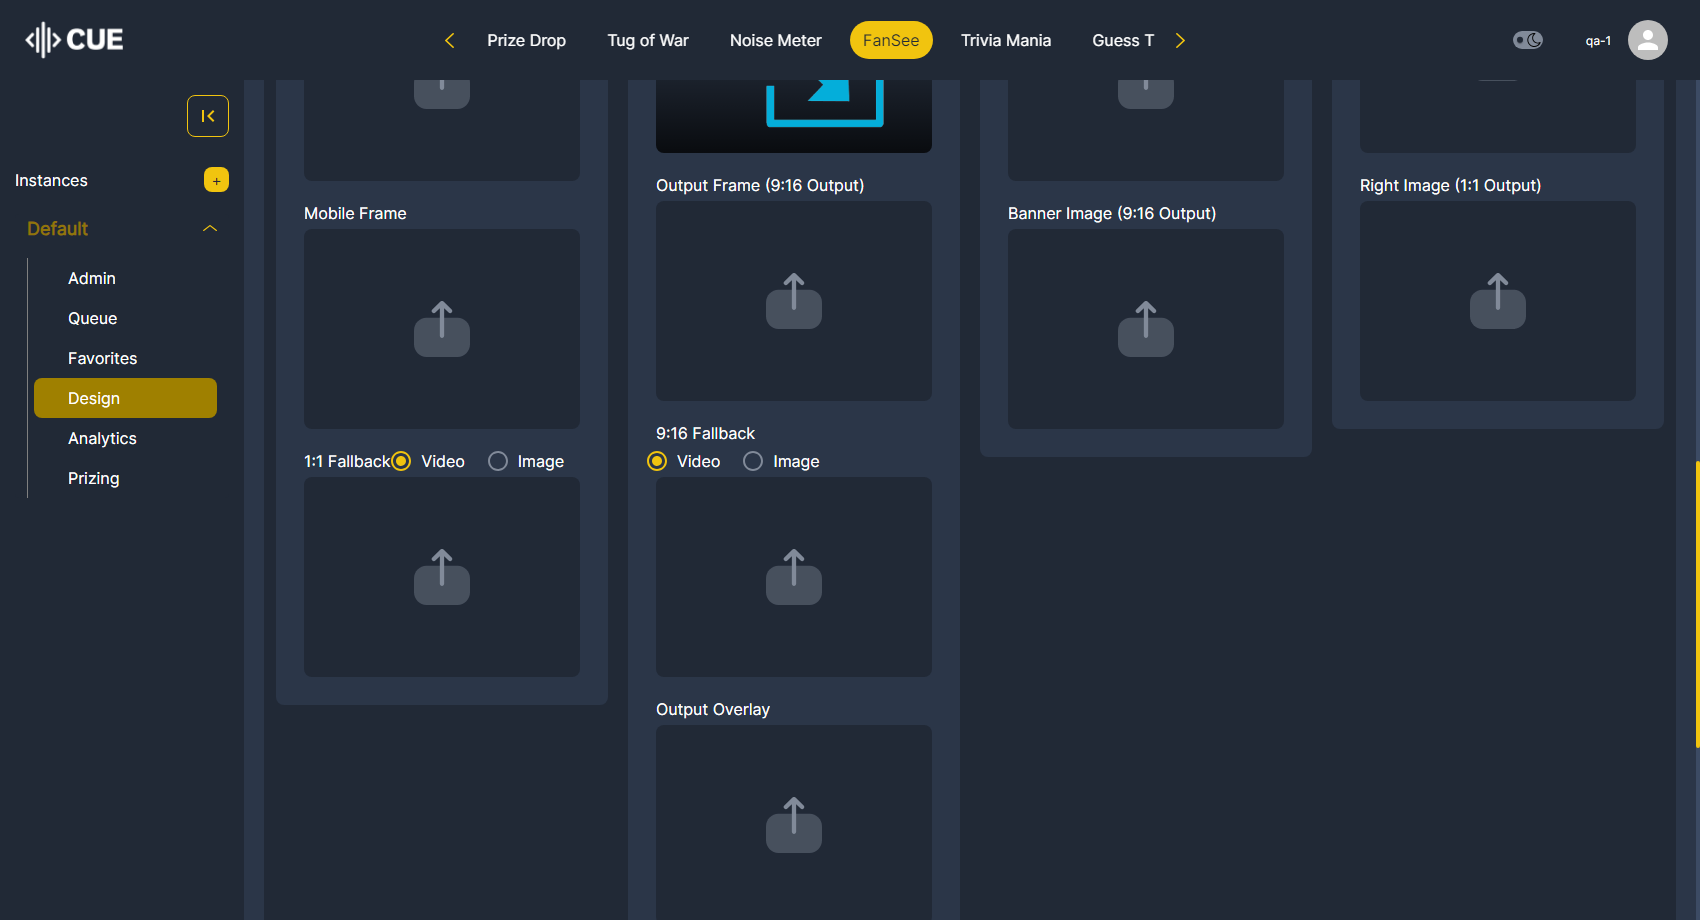 CUE
Prize Drop
Tug of War
Noise Meter
FanSee
Trivia Mania
Guess T
qa-1
Instances
+
Default
Admin
Queue
Favorites
Design
Analytics
Prizing
Mobile Frame
1:1 Fallback Video Image
Output Frame (9:16 Output)
9:16 Fallback
Video Image
Output Overlay
Banner Image (9:16 Output)
Right Image (1:1 Output)